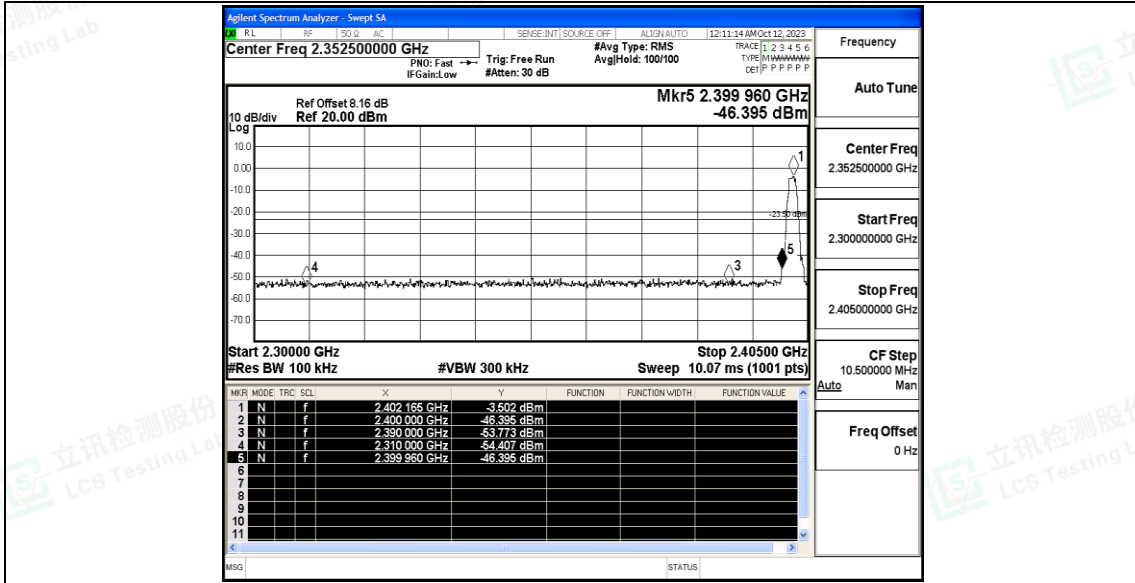 Agilent Spectrum Analyzer - Swept SA
RL RF 50 Ω AC SENSE:INT SOURCE OFF ALIGN AUTO 12:11:14 AM Oct 12, 2023
Center Freq 2.352500000 GHz
PNO: Fast
IFGain:Low
Trig: Free Run
#Atten: 30 dB
#Avg Type: RMS
Avg|Hold: 100/100
TRACE 1 2 3 4 5 6
TYPE M WWWWW
DET P P P P P P
Ref Offset 8.16 dB
Ref 20.00 dBm
10 dB/div
Log
Mkr5 2.399 960 GHz
-46.395 dBm
10.0
0.00
-10.0
-20.0
-30.0
-40.0
-50.0
-60.0
-70.0
1
-23.50 dBm
5
4
3
Start 2.30000 GHz
Stop 2.40500 GHz
#Res BW 100 kHz
#VBW 300 kHz
Sweep 10.07 ms (1001 pts)
MKR MODE TRC SCL X Y FUNCTION FUNCTION WIDTH FUNCTION VALUE
1 N f 2.402 165 GHz -3.502 dBm
2 N f 2.400 000 GHz -46.395 dBm
3 N f 2.390 000 GHz -53.773 dBm
4 N f 2.310 000 GHz -54.407 dBm
5 N f 2.399 960 GHz -46.395 dBm
6
7
8
9
10
11
MSG
STATUS
Frequency
Auto Tune
Center Freq
2.352500000 GHz
Start Freq
2.300000000 GHz
Stop Freq
2.405000000 GHz
CF Step
10.500000 MHz
Auto Man
Freq Offset
0 Hz
立讯检测股份
LCS Testing Lab
立讯检测股份
LCS Testing L